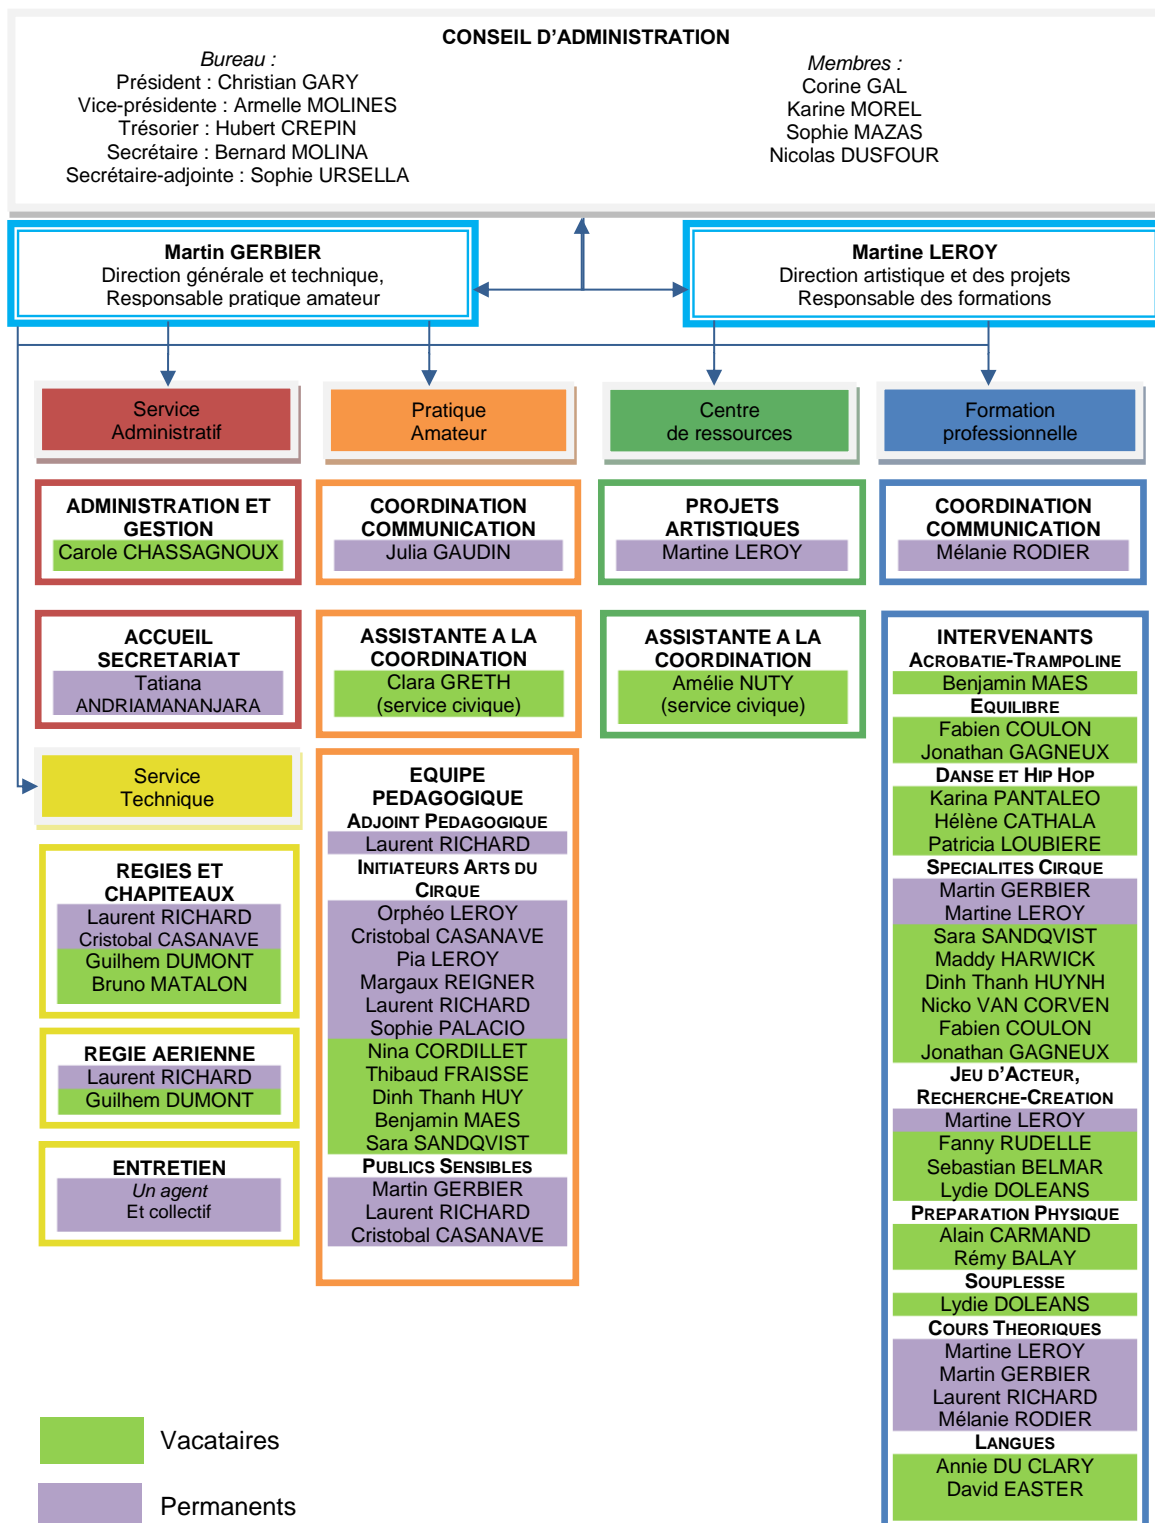 CONSEIL D'ADMINISTRATION
Bureau :
Président : Christian GARY
Vice-présidente : Armelle MOLINES
Trésorier : Hubert CREPIN
Secrétaire : Bernard MOLINA
Secrétaire-adjointe : Sophie URSELLA
Membres :
Corine GAL
Karine MOREL
Sophie MAZAS
Nicolas DUSFOUR
Martin GERBIER
Direction générale et technique,
Responsable pratique amateur
Martine LEROY
Direction artistique et des projets
Responsable des formations
Service
Administratif
Pratique
Amateur
Centre
de ressources
Formation
professionnelle
ADMINISTRATION ET
GESTION
Carole CHASSAGNOUX
ACCUEIL
SECRETARIAT
Tatiana
ANDRIAMANANJARA
Service
Technique
REGIES ET
CHAPITEAUX
Laurent RICHARD
Cristobal CASANAVE
Guilhem DUMONT
Bruno MATALON
REGIE AERIENNE
Laurent RICHARD
Guilhem DUMONT
ENTRETIEN
Un agent
Et collectif
COORDINATION
COMMUNICATION
Julia GAUDIN
ASSISTANTE A LA
COORDINATION
Clara GRETH
(service civique)
EQUIPE
PEDAGOGIQUE
ADJOINT PEDAGOGIQUE
Laurent RICHARD
INITIATEURS ARTS DU
CIRQUE
Orphéo LEROY
Cristobal CASANAVE
Pia LEROY
Margaux REIGNER
Laurent RICHARD
Sophie PALACIO
Nina CORDILLET
Thibaud FRAISSE
Dinh Thanh HUY
Benjamin MAES
Sara SANDQVIST
PUBLICS SENSIBLES
Martin GERBIER
Laurent RICHARD
Cristobal CASANAVE
PROJETS
ARTISTIQUES
Martine LEROY
ASSISTANTE A LA
COORDINATION
Amélie NUTY
(service civique)
COORDINATION
COMMUNICATION
Mélanie RODIER
INTERVENANTS
ACROBATIE-TRAMPOLINE
Benjamin MAES
EQUILIBRE
Fabien COULON
Jonathan GAGNEUX
DANSE ET HIP HOP
Karina PANTALEO
Hélène CATHALA
Patricia LOUBIERE
SPECIALITES CIRQUE
Martin GERBIER
Martine LEROY
Sara SANDQVIST
Maddy HARWICK
Dinh Thanh HUYNH
Nicko VAN CORVEN
Fabien COULON
Jonathan GAGNEUX
JEU D'ACTEUR,
RECHERCHE-CREATION
Martine LEROY
Fanny RUDELLE
Sebastian BELMAR
Lydie DOLEANS
PREPARATION PHYSIQUE
Alain CARMAND
Rémy BALAY
SOUPLESSE
Lydie DOLEANS
COURS THEORIQUES
Martine LEROY
Martin GERBIER
Laurent RICHARD
Mélanie RODIER
LANGUES
Annie DU CLARY
David EASTER
Vacataires
Permanents